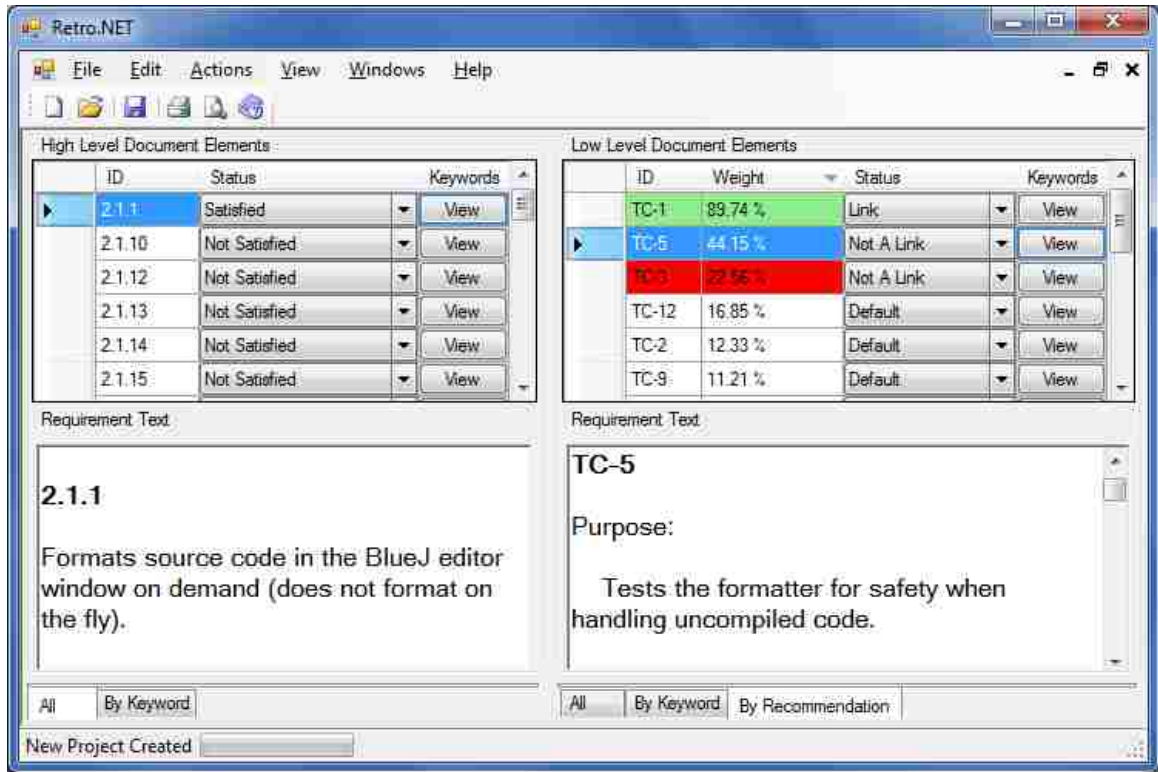 Retro.NET
File Edit Actions View Windows Help
High Level Document Elements
ID Status Keywords
2.1.1 Satisfied View
2.1.10 Not Satisfied View
2.1.12 Not Satisfied View
2.1.13 Not Satisfied View
2.1.14 Not Satisfied View
2.1.15 Not Satisfied View
Requirement Text
2.1.1
Formats source code in the BlueJ editor
window on demand (does not format on
the fly).
All By Keyword
Low Level Document Elements
ID Weight Status Keywords
TC-1 89.74 % Link View
TC-5 44.15 % Not A Link View
TC-3 22.56 % Not A Link View
TC-12 16.85 % Default View
TC-2 12.33 % Default View
TC-9 11.21 % Default View
Requirement Text
TC-5
Purpose:
Tests the formatter for safety when
handling uncompiled code.
All By Keyword By Recommendation
New Project Created